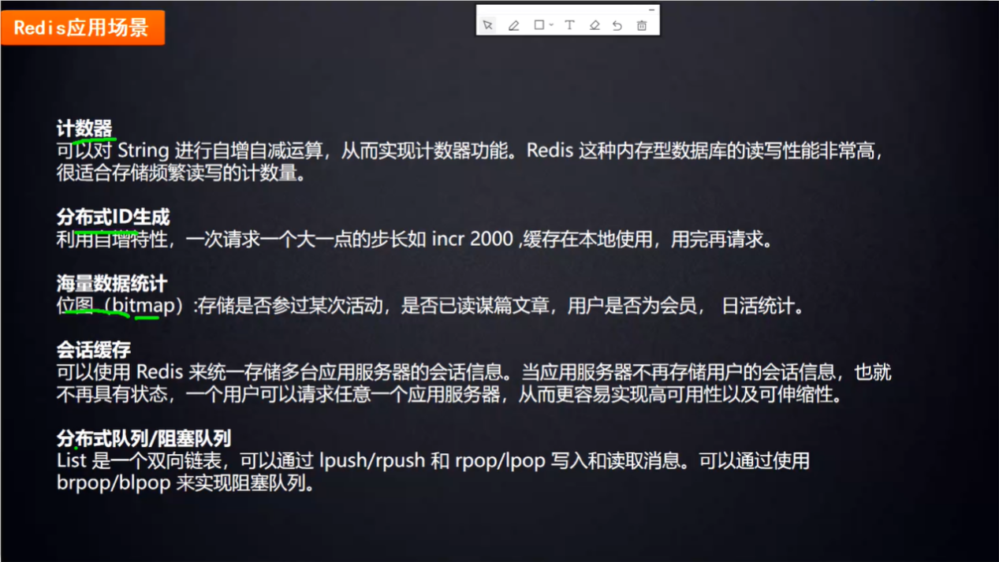 Redis应用场景
T
计数器
可以对 String 进行自增自减运算，从而实现计数器功能。Redis 这种内存型数据库的读写性能非常高，
很适合存储频繁读写的计数量。
分布式ID生成
利用自增特性，一次请求一个大一点的步长如 incr 2000 ,缓存在本地使用，用完再请求。
海量数据统计
位图（bitmap）:存储是否参过某次活动，是否已读谋篇文章，用户是否为会员， 日活统计。
会话缓存
可以使用 Redis 来统一存储多台应用服务器的会话信息。当应用服务器不再存储用户的会话信息，也就
不再具有状态，一个用户可以请求任意一个应用服务器，从而更容易实现高可用性以及可伸缩性。
分布式队列/阻塞队列
List 是一个双向链表，可以通过 lpush/rpush 和 rpop/lpop 写入和读取消息。可以通过使用
brpop/blpop 来实现阻塞队列。